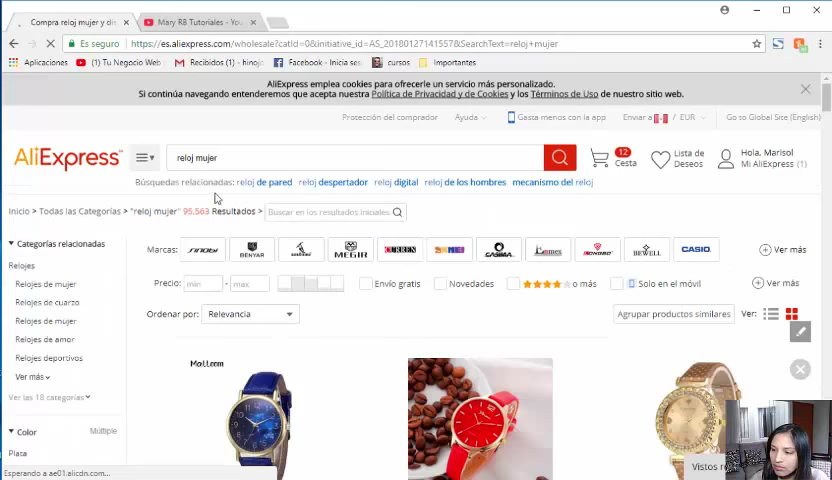 Compra reloj mujer y di
Mary RB Tutoriales - You
Es seguro
https://es.aliexpress.com/wholesale?catId=0&initiative_id=AS_20180127141557&SearchText=reloj+mujer
Aplicaciones
(1) Tu Negocio Web
Recibidos (1) - hinoj
Facebook - Inicia ses
cursos
Importantes
AliExpress emplea cookies para ofrecerle un servicio más personalizado.
Si continúa navegando entenderemos que acepta nuestra Política de Privacidad y de Cookies y los Términos de Uso de nuestro sitio web.
Protección del comprador
Ayuda
Gasta menos con la app
Enviar a / EUR
Go to Global Site (English)
AliExpress
reloj mujer
12
Cesta
Lista de
Deseos
Hola, Marisol
Mi AliExpress (1)
Búsquedas relacionadas: reloj de pared reloj despertador reloj digital reloj de los hombres mecanismo del reloj
Inicio > Todas las Categorías > "reloj mujer" 95.563 Resultados >
Buscar en los resultados iniciales
Categorías relacionadas
Relojes
Relojes de mujer
Relojes de cuarzo
Relojes de mujer
Relojes de amor
Relojes deportivos
Ver más
Ver las 18 categorías
Color
Múltiple
Plata
Marcas:
SINOBI
BENYAR
MEGIR
CURREN
SKMEI
BEWELL
CASIO
Ver más
Precio:
min - max
Envío gratis
Novedades
o más
Solo en el móvil
Ver más
Ordenar por:
Relevancia
Agrupar productos similares
Ver:
Vistos re
Esperando a ae01.alicdn.com...